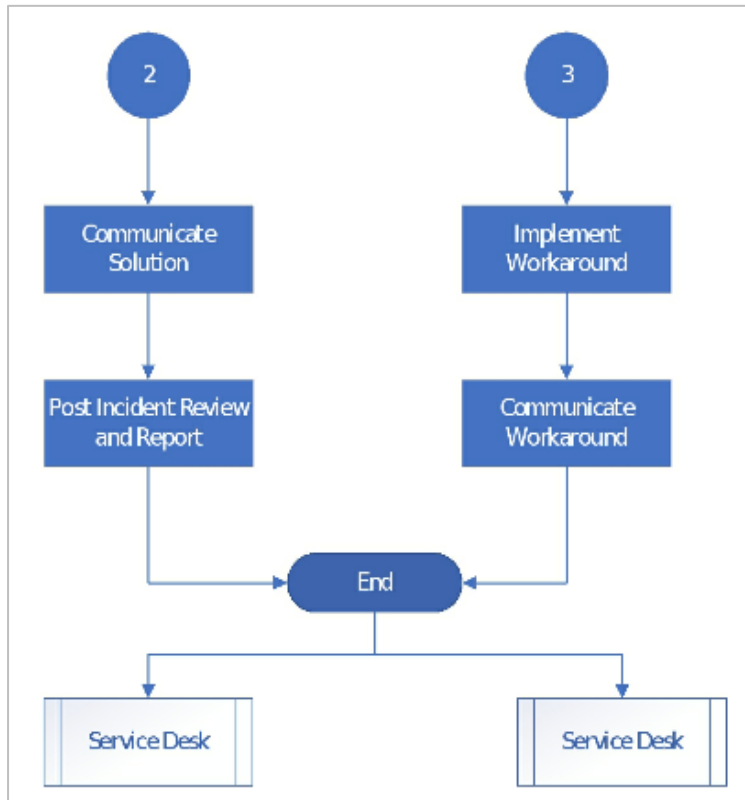 2
3
Communicate
Solution
Implement
Workaround
Post Incident Review
and Report
Communicate
Workaround
End
Service Desk
Service Desk